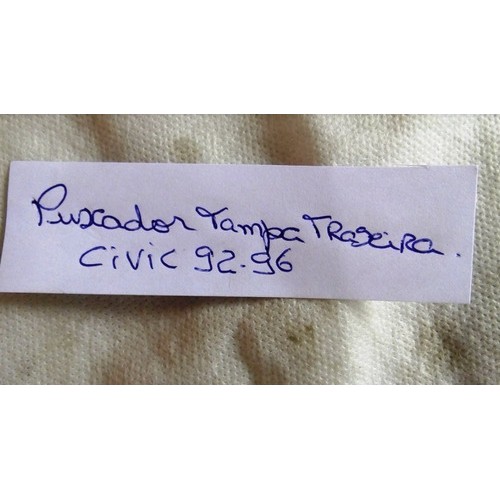 Puxador Tampa Traseira.
Civic 92.96